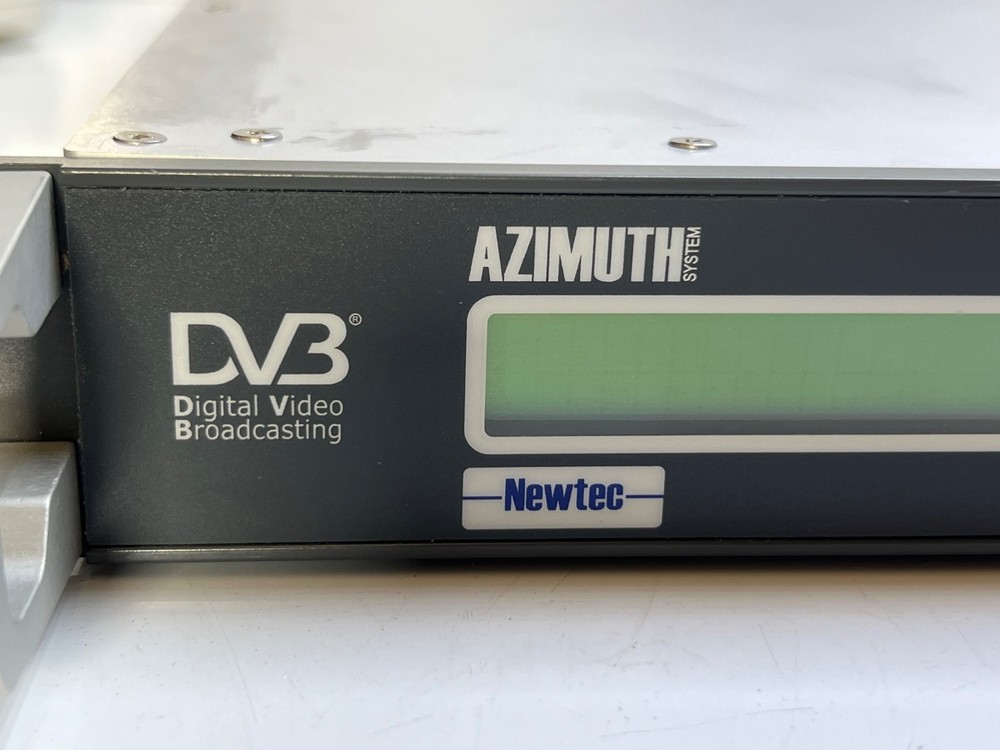 AZIMUTH SYSTEM
DVB®
Digital Video
Broadcasting
Newtec